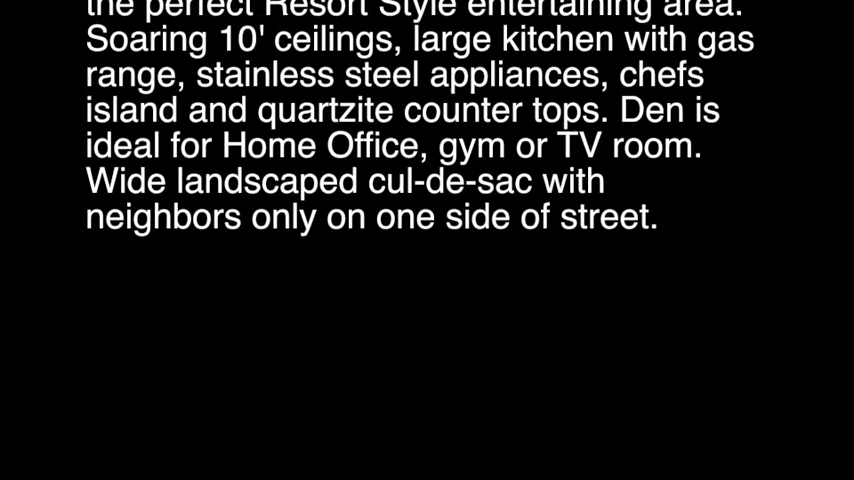 the perfect Resort Style entertaining area.
Soaring 10' ceilings, large kitchen with gas
range, stainless steel appliances, chefs
island and quartzite counter tops. Den is
ideal for Home Office, gym or TV room.
Wide landscaped cul-de-sac with
neighbors only on one side of street.